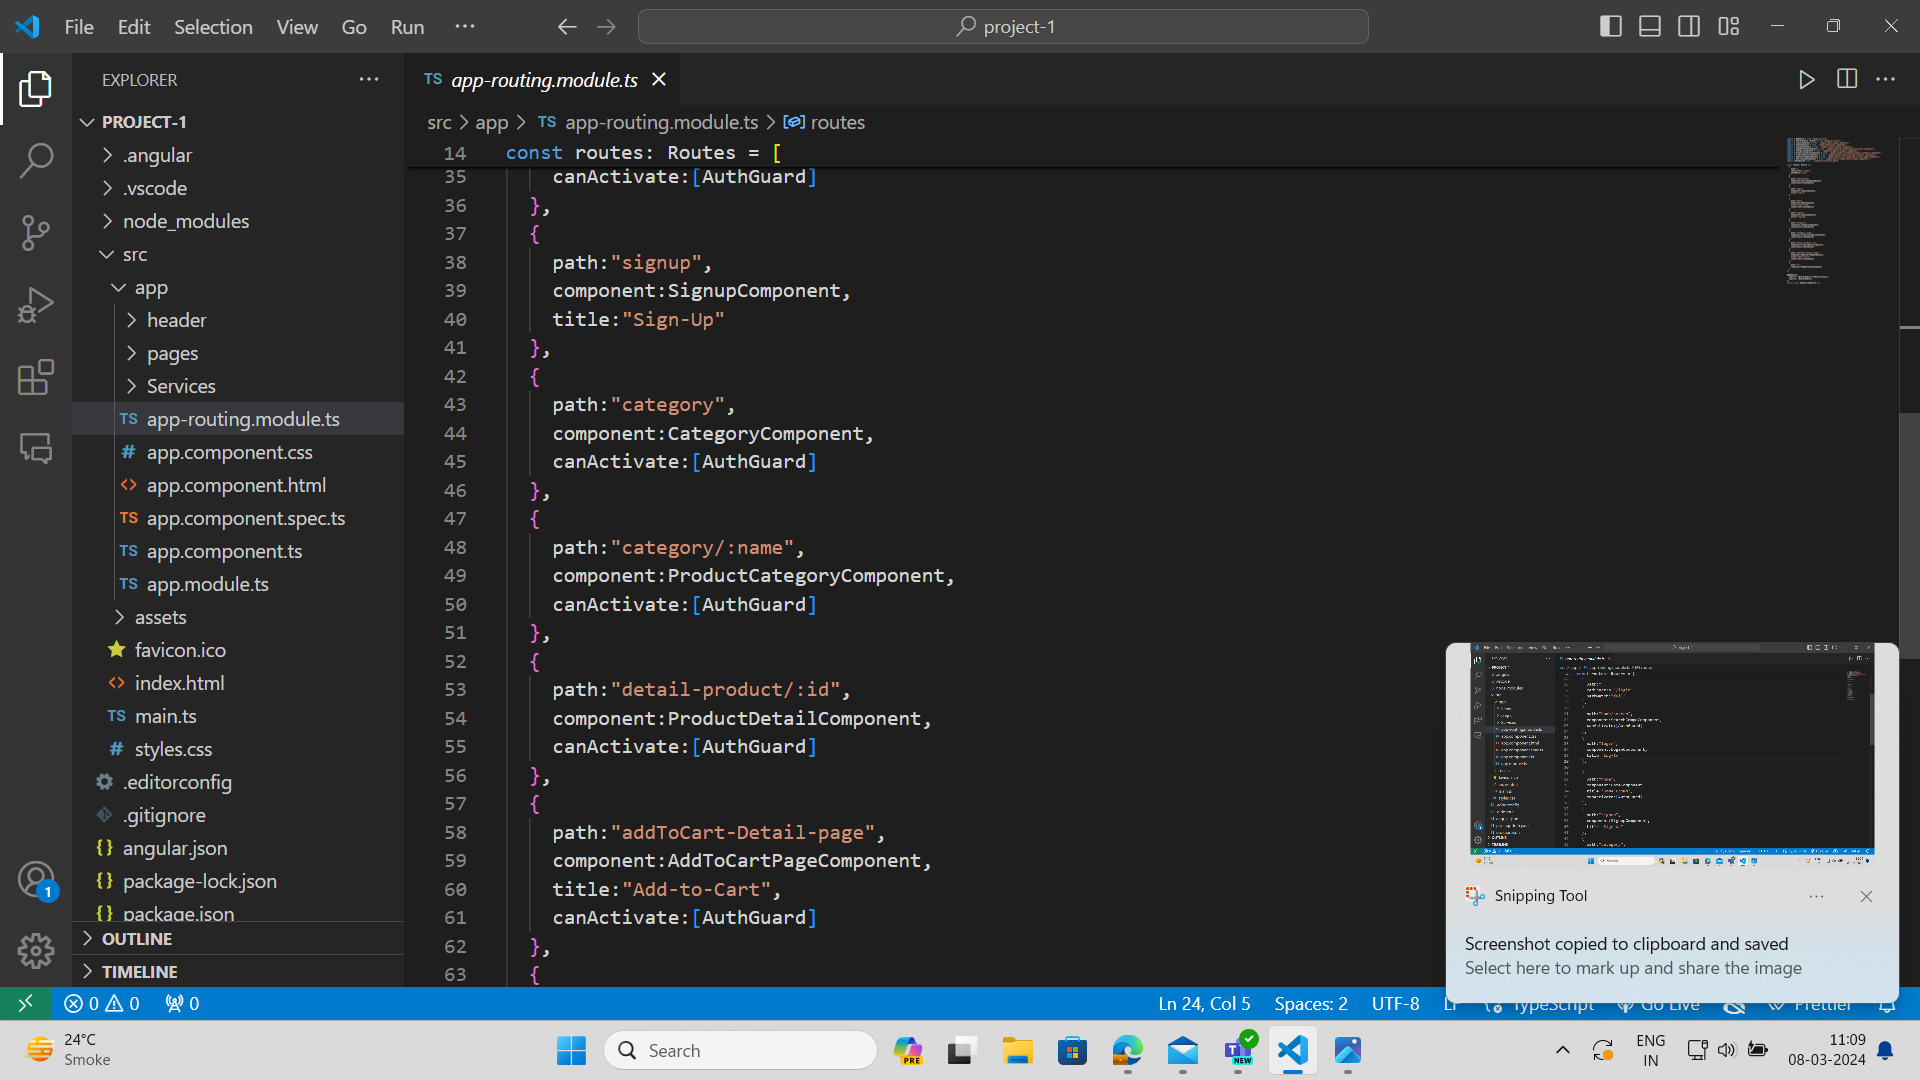 File Edit Selection View Go Run ···
project-1
EXPLORER
PROJECT-1
.angular
.vscode
node_modules
src
app
header
pages
Services
TS app-routing.module.ts
# app.component.css
<> app.component.html
TS app.component.spec.ts
TS app.component.ts
TS app.module.ts
assets
favicon.ico
<> index.html
TS main.ts
# styles.css
.editorconfig
.gitignore
{} angular.json
{} package-lock.json
{} package.json
OUTLINE
TIMELINE
1
TS app-routing.module.ts
src > app > TS app-routing.module.ts > routes
14 const routes: Routes = [
35 canActivate:[AuthGuard]
36 },
37 {
38 path:"signup",
39 component:SignupComponent,
40 title:"Sign-Up"
41 },
42 {
43 path:"category",
44 component:CategoryComponent,
45 canActivate:[AuthGuard]
46 },
47 {
48 path:"category/:name",
49 component:ProductCategoryComponent,
50 canActivate:[AuthGuard]
51 },
52 {
53 path:"detail-product/:id",
54 component:ProductDetailComponent,
55 canActivate:[AuthGuard]
56 },
57 {
58 path:"addToCart-Detail-page",
59 component:AddToCartPageComponent,
60 title:"Add-to-Cart",
61 canActivate:[AuthGuard]
62 },
63 {
Snipping Tool
Screenshot copied to clipboard and saved
Select here to mark up and share the image
0 0 0
Ln 24, Col 5 Spaces: 2 UTF-8 LF TypeScript Go Live Prettier
24°C
Smoke
Search
PRE
NEW
ENG
IN
11:09
08-03-2024